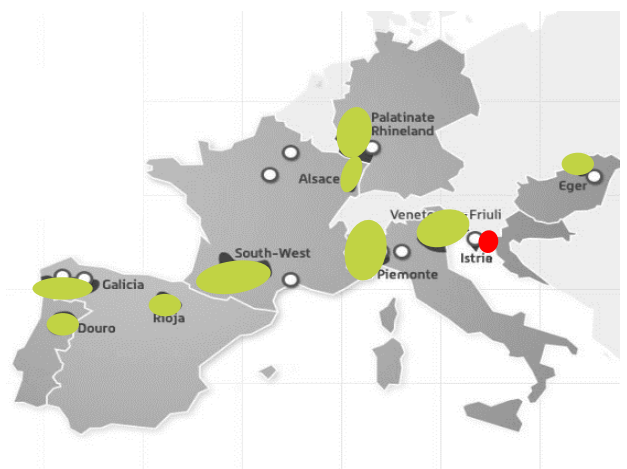 Palatinate
Rhineland
Alsace
Eger
Friuli
South-West
Istria
Piemonte
Galicia
Rioja
Douro